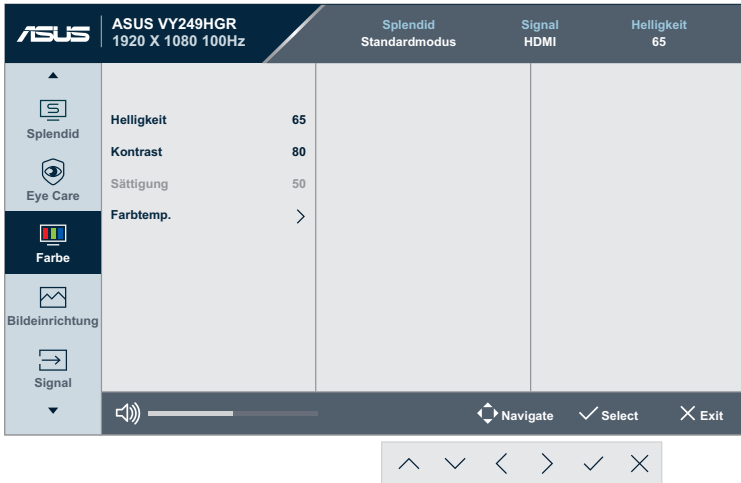 ASUS
ASUS VY249HGR
1920 X 1080 100Hz
Splendid
Standardmodus
Signal
HDMI
Helligkeit
65
Splendid
Eye Care
Farbe
Bildeinrichtung
Signal
Helligkeit 65
Kontrast 80
Sättigung 50
Farbtemp.
Navigate
Select
Exit